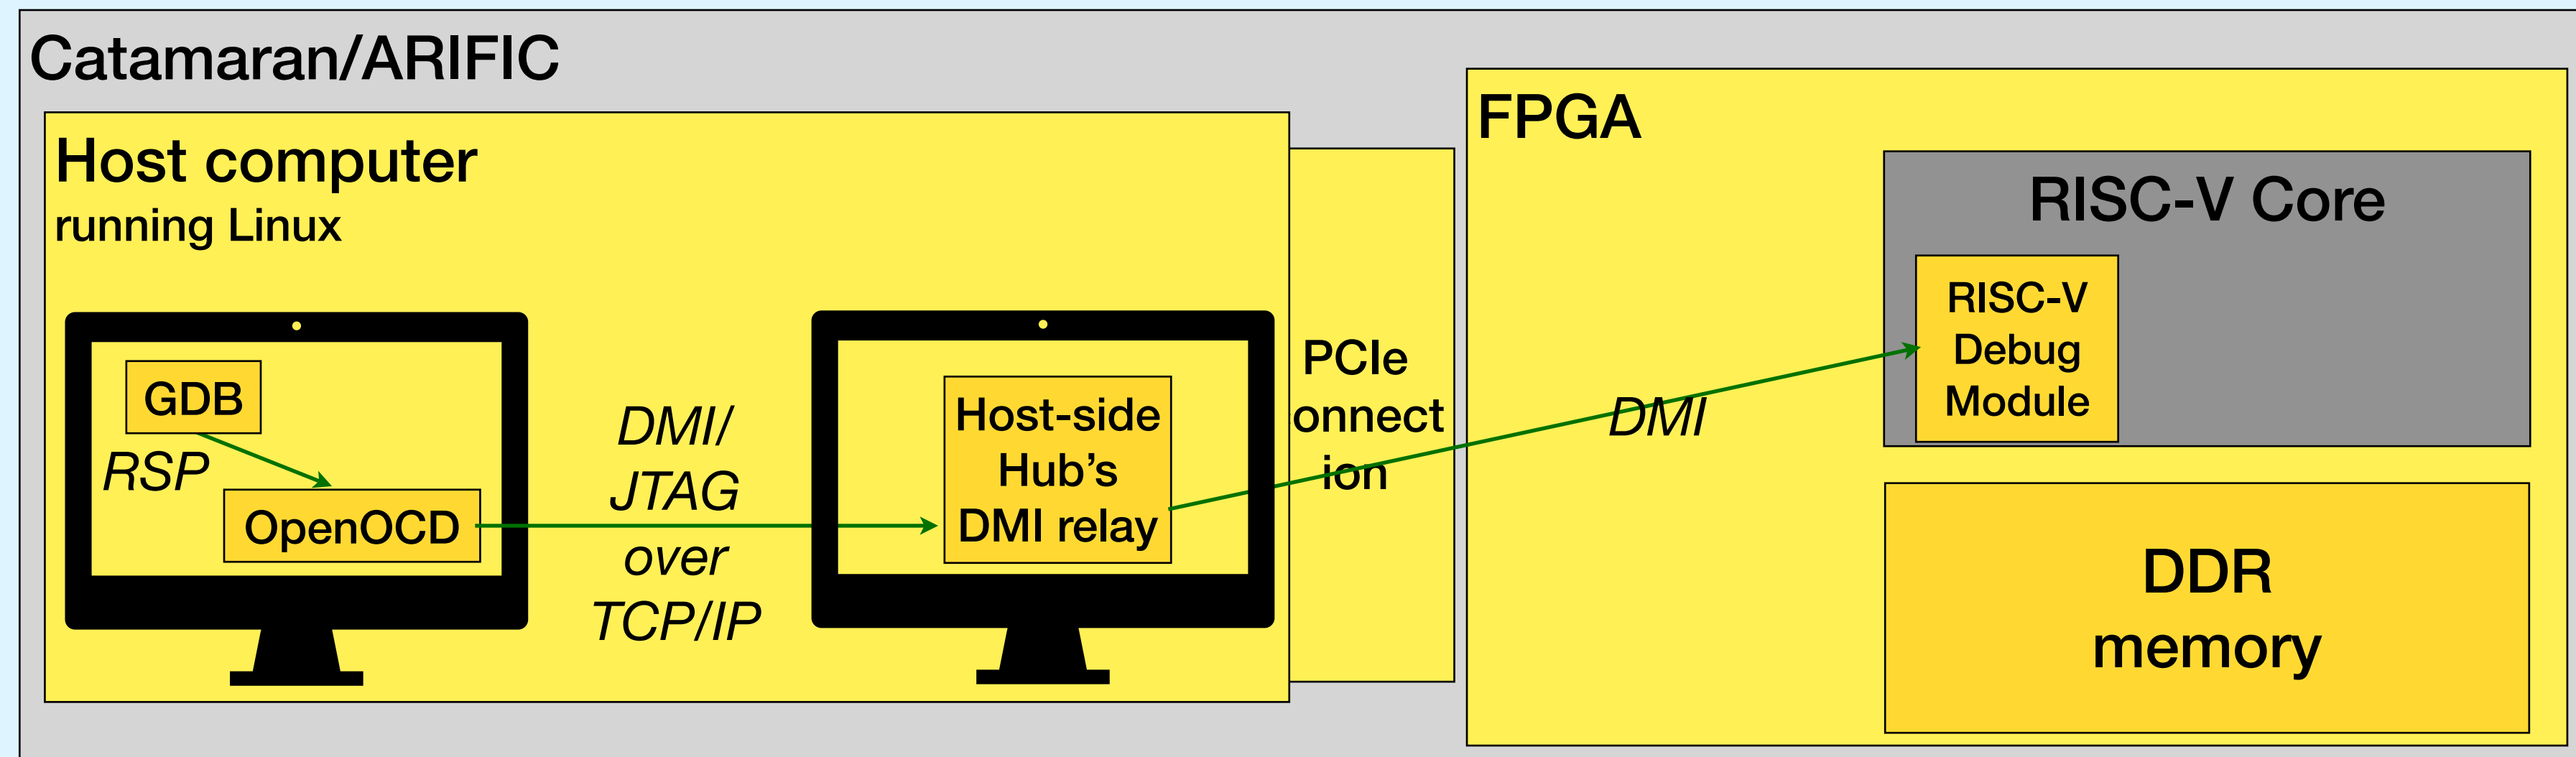 Catamaran/ARIFIC
Host computer
running Linux
GDB
RSP
OpenOCD
DMI/
JTAG
over
TCP/IP
Host-side
Hub's
DMI relay
PCIe
onnect
ion
FPGA
DMI
RISC-V Core
RISC-V
Debug
Module
DDR
memory